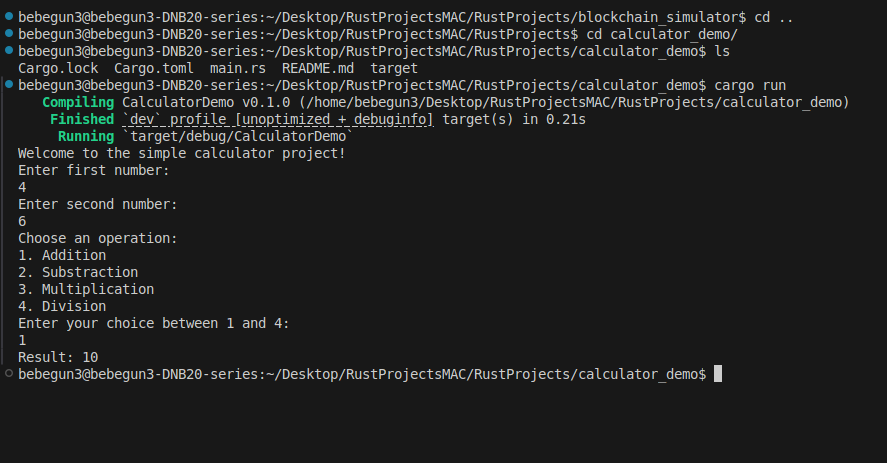 bebegun3@bebegun3-DNB20-series:~/Desktop/RustProjectsMAC/RustProjects/blockchain_simulator$ cd ..
bebegun3@bebegun3-DNB20-series:~/Desktop/RustProjectsMAC/RustProjects$ cd calculator_demo/
bebegun3@bebegun3-DNB20-series:~/Desktop/RustProjectsMAC/RustProjects/calculator_demo$ ls
Cargo.lock  Cargo.toml  main.rs  README.md  target
bebegun3@bebegun3-DNB20-series:~/Desktop/RustProjectsMAC/RustProjects/calculator_demo$ cargo run
   Compiling CalculatorDemo v0.1.0 (/home/bebegun3/Desktop/RustProjectsMAC/RustProjects/calculator_demo)
    Finished `dev` profile [unoptimized + debuginfo] target(s) in 0.21s
     Running `target/debug/CalculatorDemo`
Welcome to the simple calculator project!
Enter first number:
4
Enter second number:
6
Choose an operation:
1. Addition
2. Substraction
3. Multiplication
4. Division
Enter your choice between 1 and 4:
1
Result: 10
bebegun3@bebegun3-DNB20-series:~/Desktop/RustProjectsMAC/RustProjects/calculator_demo$